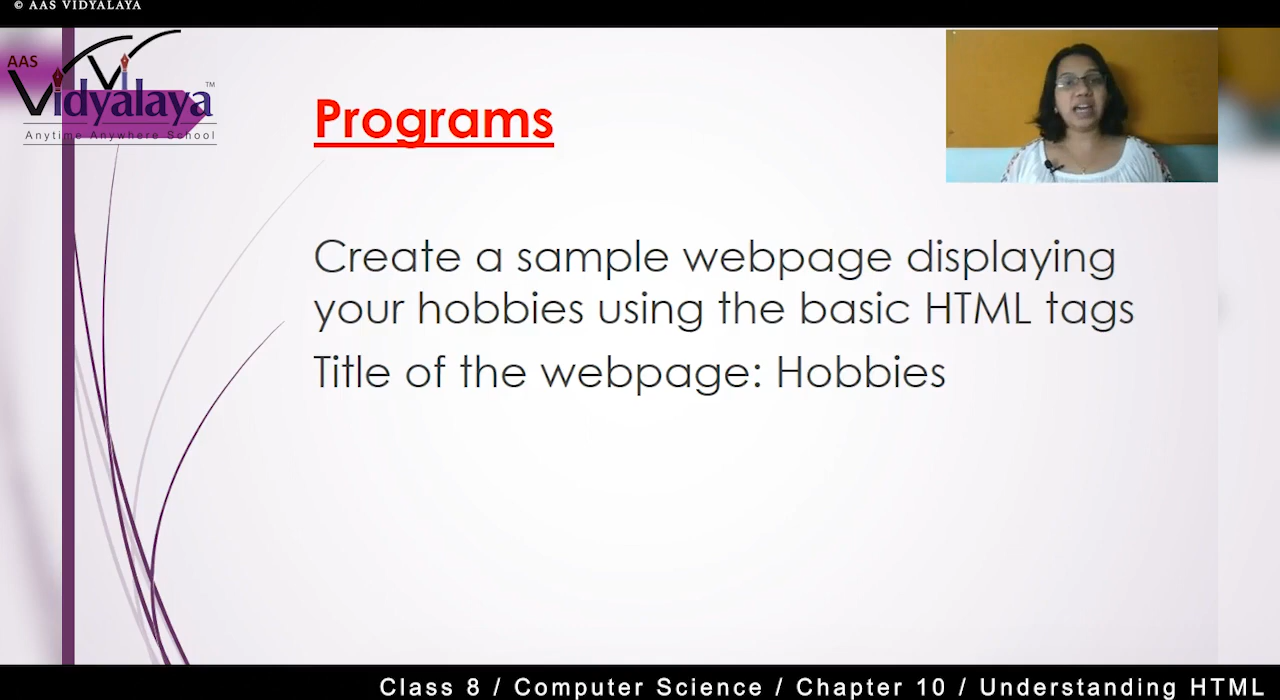 © AAS VIDYALAYA
AAS
Vidyalaya™
Anytime Anywhere School
Programs
Create a sample webpage displaying
your hobbies using the basic HTML tags
Title of the webpage: Hobbies
Class 8 / Computer Science / Chapter 10 / Understanding HTML